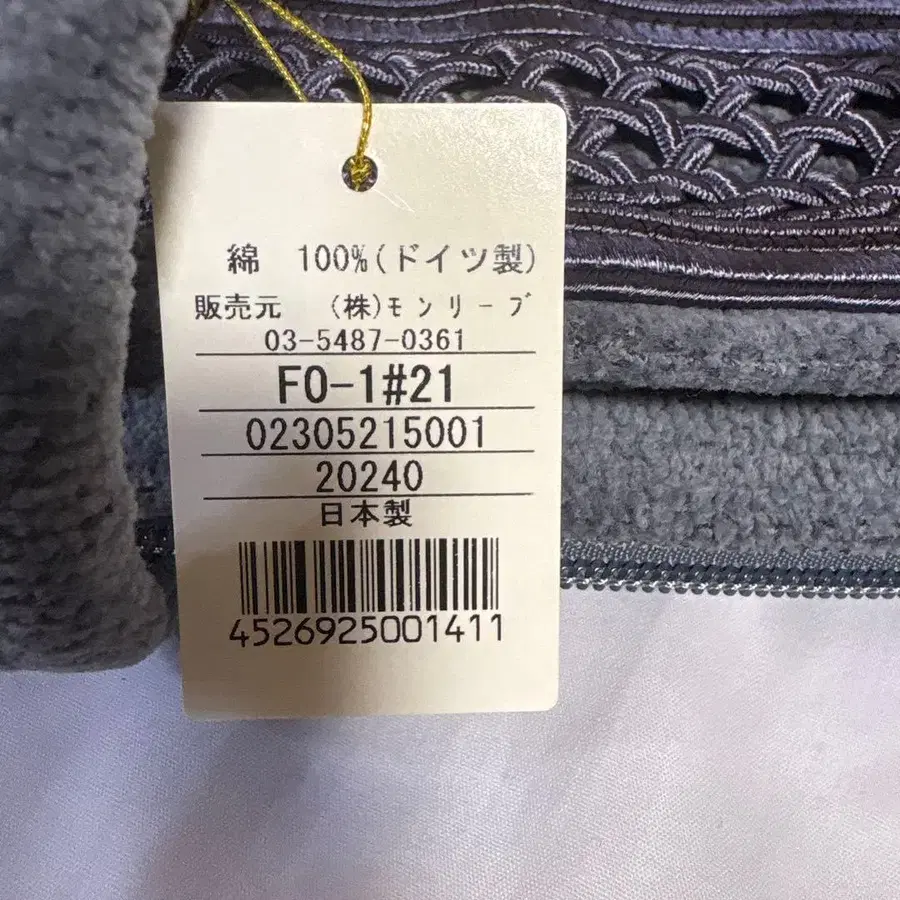 綿　100%(ドイツ製)
販売元　(株)ﾓﾝﾘｰﾌﾞ
03-5487-0361
FO-1#21
02305215001
20240
日本製
4526925001411